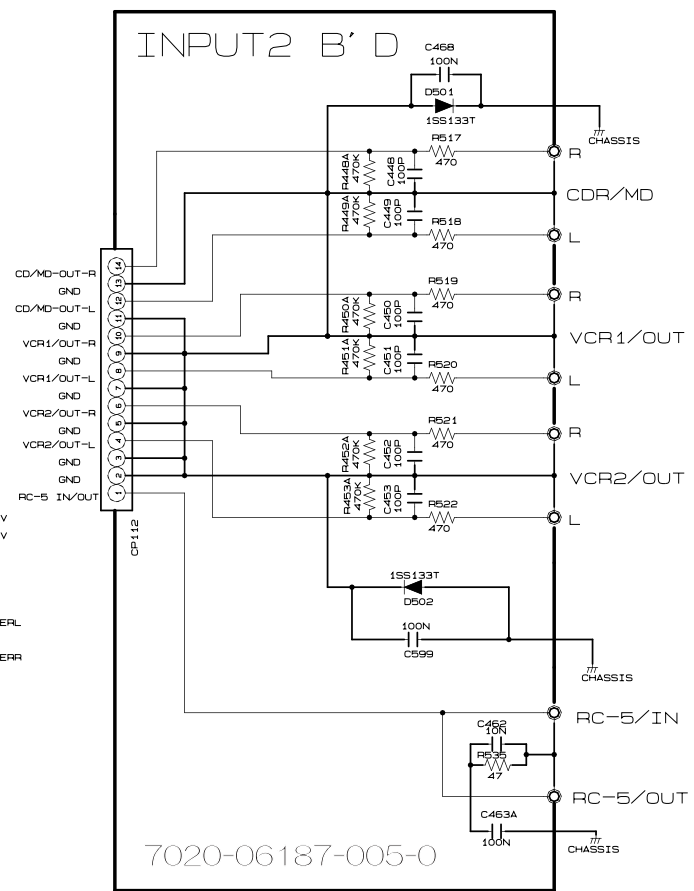 INPUT2 B'D
C468
100N
D501
1SS133T
CHASSIS
R517
470
R
R448A
470K
C448
100P
CDR/MD
R449A
470K
C449
100P
R518
470
L
14
CD/MD-OUT-R
13
GND
12
CD/MD-OUT-L
11
GND
10
VCR1/OUT-R
9
GND
8
VCR1/OUT-L
7
GND
6
VCR2/OUT-R
5
GND
4
VCR2/OUT-L
3
GND
2
GND
1
RC-5 IN/OUT
CP112
R519
470
R
R450A
470K
C450
100P
VCR1/OUT
R451A
470K
C451
100P
R520
470
L
R521
470
R
R452A
470K
C452
100P
VCR2/OUT
R453A
470K
C453
100P
R522
470
L
V
V
ERL
ERR
1SS133T
D502
100N
C599
CHASSIS
RC-5/IN
C462
10N
R535
47
RC-5/OUT
C463A
100N
CHASSIS
7020-06187-005-0